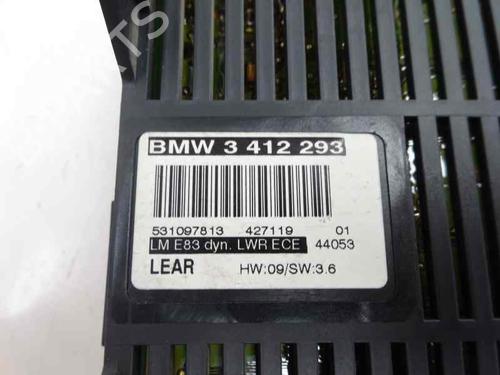 PARTS
BMW 3 412 293
531097813 427119 01
LM E83 dyn. LWR ECE 44053
LEAR HW:09/SW:3.6